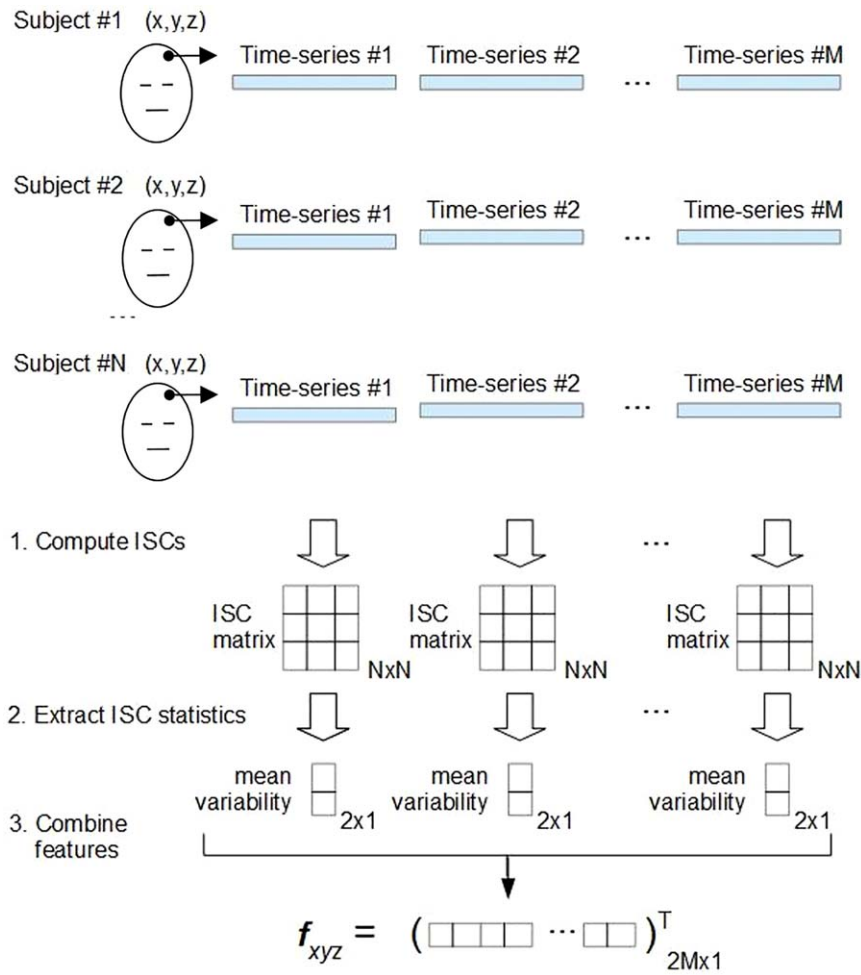 Subject #1 (x,y,z)
Time-series #1 Time-series #2 ... Time-series #M
Subject #2 (x,y,z)
Time-series #1 Time-series #2 ... Time-series #M
...
Subject #N (x,y,z)
Time-series #1 Time-series #2 ... Time-series #M
1. Compute ISCs ...
ISC matrix NxN ISC matrix NxN ISC matrix NxN
2. Extract ISC statistics ...
mean variability 2x1 mean variability 2x1 mean variability 2x1
3. Combine features
f xyz = ( ... ) T 2Mx1